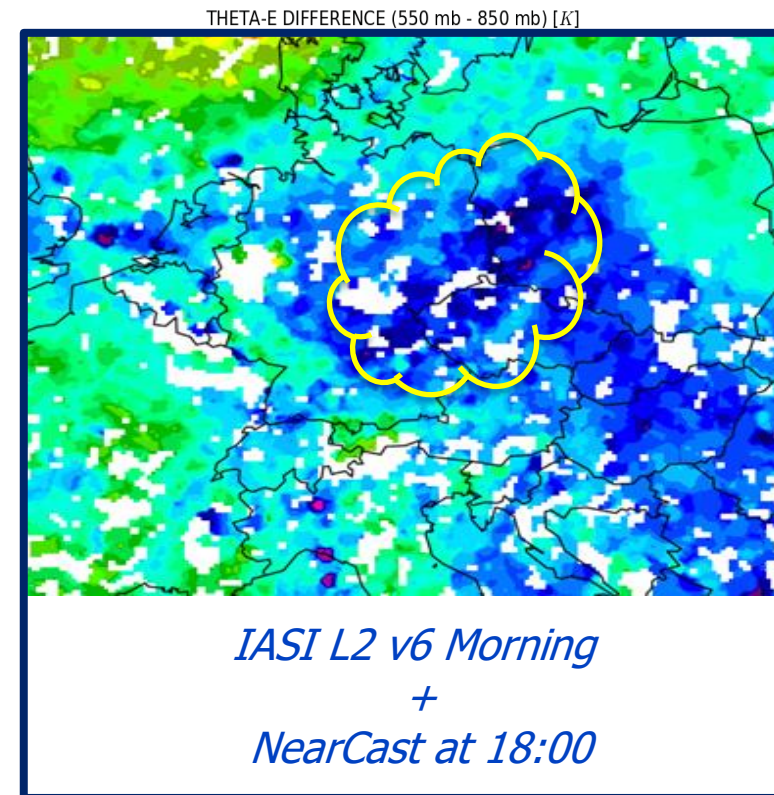 THETA-E DIFFERENCE (550 mb - 850 mb) [K]
IASI L2 v6 Morning
+
NearCast at 18:00